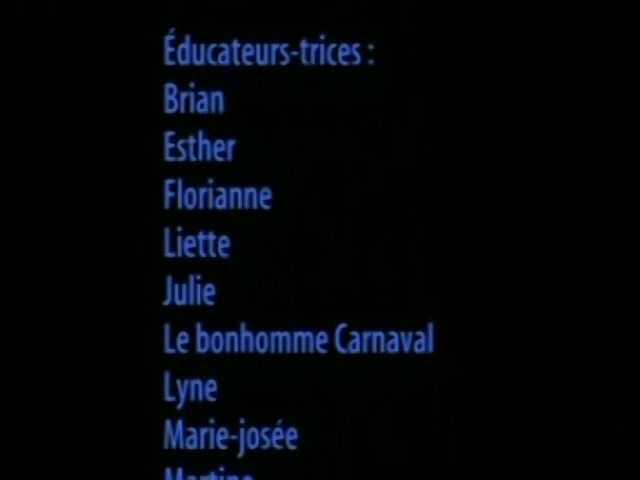 Éducateurs-trices :
Brian
Esther
Florianne
Liette
Julie
Le bonhomme Carnaval
Lyne
Marie-josée